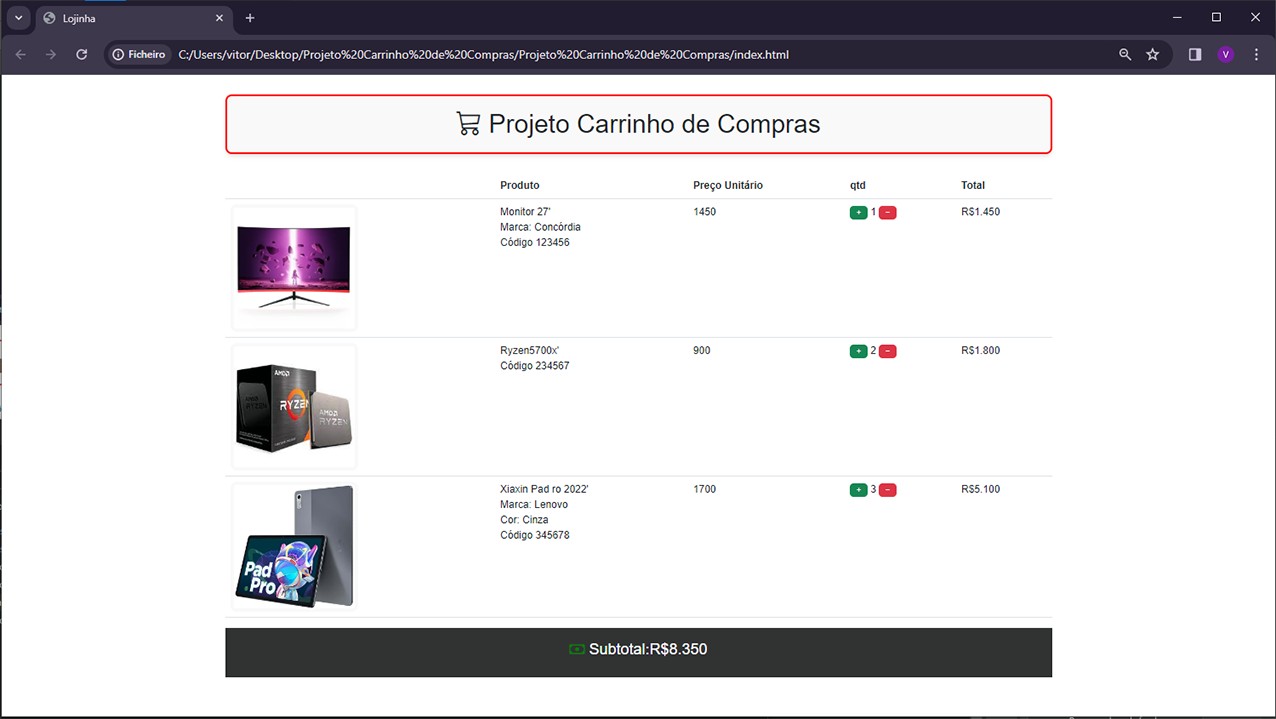 Lojinha
Ficheiro
C:/Users/vitor/Desktop/Projeto%20Carrinho%20de%20Compras/Projeto%20Carrinho%20de%20Compras/index.html
V
Projeto Carrinho de Compras
Produto Preço Unitário qtd Total
Monitor 27' 1450 + 1 - R$1.450
Marca: Concórdia
Código 123456
Ryzen5700x' 900 + 2 - R$1.800
Código 234567
AMD
RYZEN
AMD
RYZEN
Xiaxin Pad ro 2022' 1700 + 3 - R$5.100
Marca: Lenovo
Cor: Cinza
Código 345678
Pad
Pro
Subtotal:R$8.350